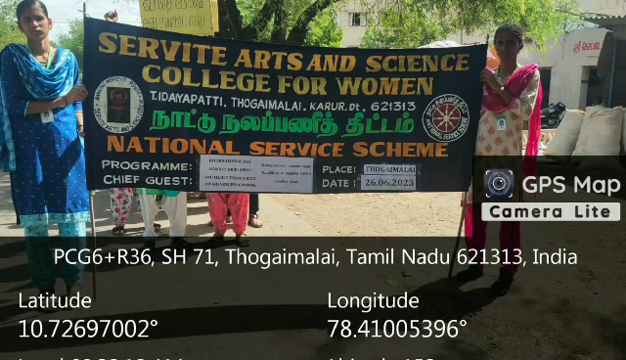 SERVITE ARTS AND SCIENCE
COLLEGE FOR WOMEN
T.IDAIYAPATTI, THOGAIMALAI, KARUR.Dt, 621313
நாட்டு நலப்பணித் திட்டம்
NATIONAL SERVICE SCHEME
PROGRAMME:
PLACE: THOGAIMALAI
CHIEF GUEST:
DATE: 26.06.2023
GPS Map
Camera Lite
PCG6+R36, SH 71, Thogaimalai, Tamil Nadu 621313, India
Latitude
10.72697002°
Longitude
78.41005396°